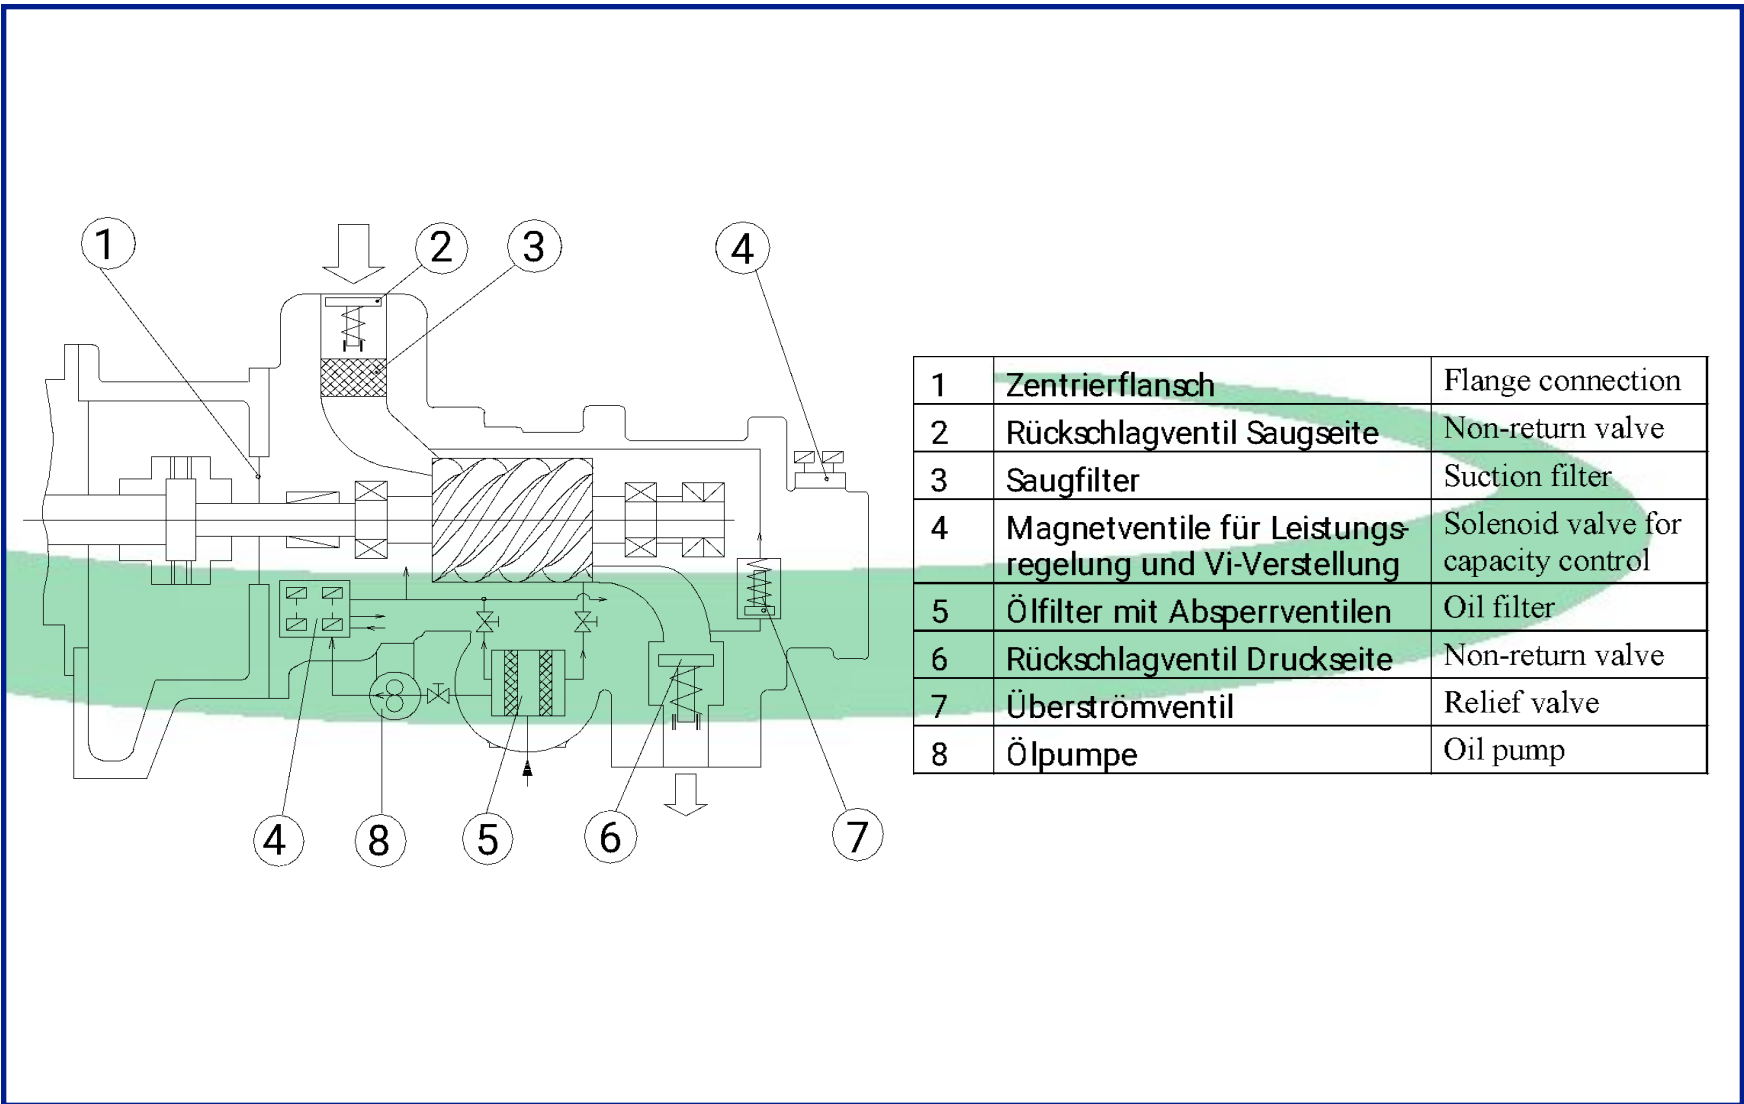 1
2
3
4
1 Zentrierflansch Flange connection
2 Rückschlagventil Saugseite Non-return valve
3 Saugfilter Suction filter
4 Magnetventile für Leistungs- Solenoid valve for
regelung und Vi-Verstellung capacity control
5 Ölfilter mit Absperrventilen Oil filter
6 Rückschlagventil Druckseite Non-return valve
7 Überströmventil Relief valve
8 Ölpumpe Oil pump
4
8
5
6
7